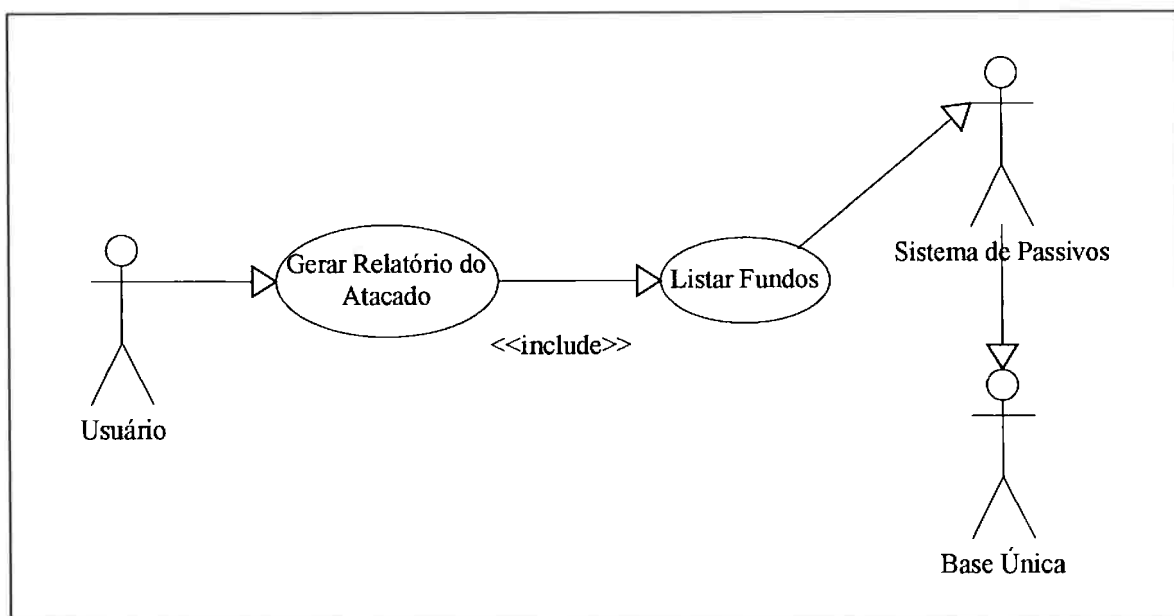 Sistema de Passivos
Gerar Relatório do
Atacado
Listar Fundos
<<include>>
Usuário
Base Única